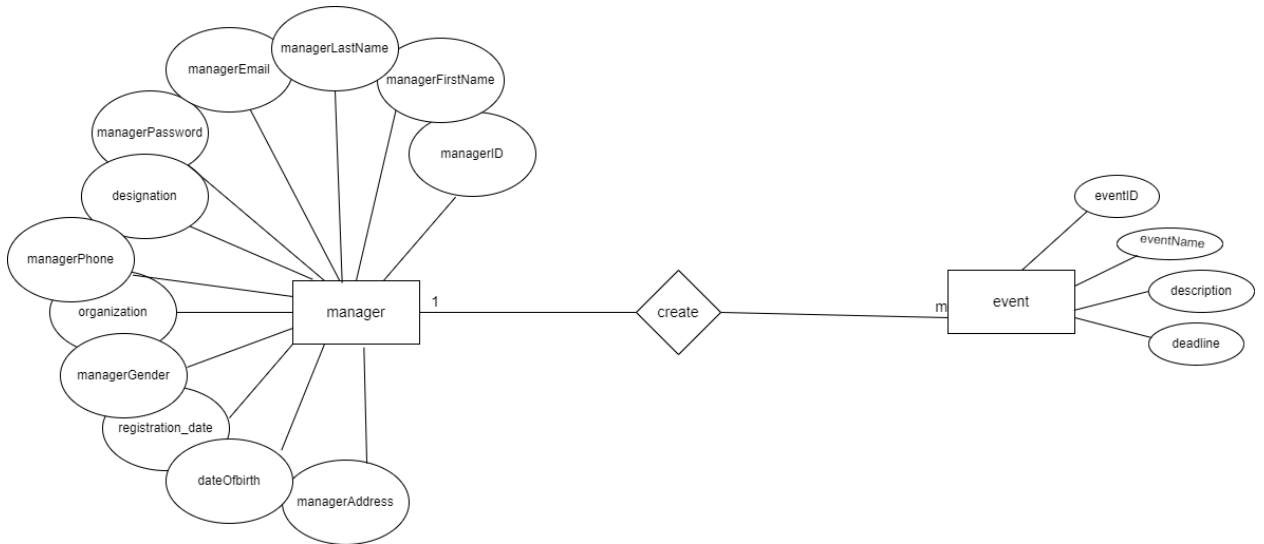 managerLastName
managerEmail
managerFirstName
managerPassword
managerID
designation
eventID
eventName
managerPhone
description
organization
manager
1
create
m
event
deadline
managerGender
registration_date
dateOfbirth
managerAddress